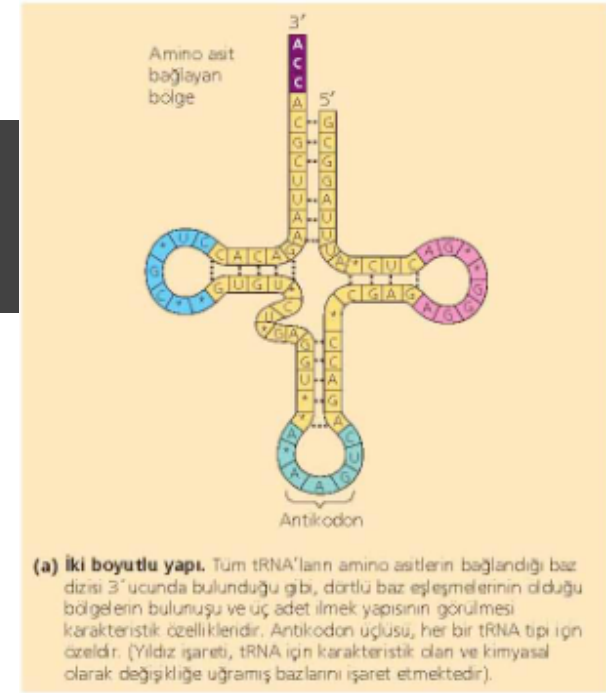 3'
Amino asit
bağlayan
bölge
A
C
C
5'
A
C
G
C
U
U
A
A
G
C
G
G
A
U
U
U
C
A
C
A
G
G
U
G
U
A
*
C
U
C
C
G
A
G
C
C
A
G
A
Antikodon
(a) İki boyutlu yapı. Tüm tRNA'ların amino asitlerin bağlandığı baz
dizisi 3' ucunda bulunduğu gibi, dörtlü baz eşleşmelerinin olduğu
bölgelerin bulunuşu ve üç adet ilmek yapısının görülmesi
karakteristik özellikleridir. Antikodon üçlüsü, her bir tRNA tipi için
özeldir. (Yıldız işareti, tRNA için karakteristik olan ve kimyasal
olarak değişikliğe uğramış bazlarını işaret etmektedir).